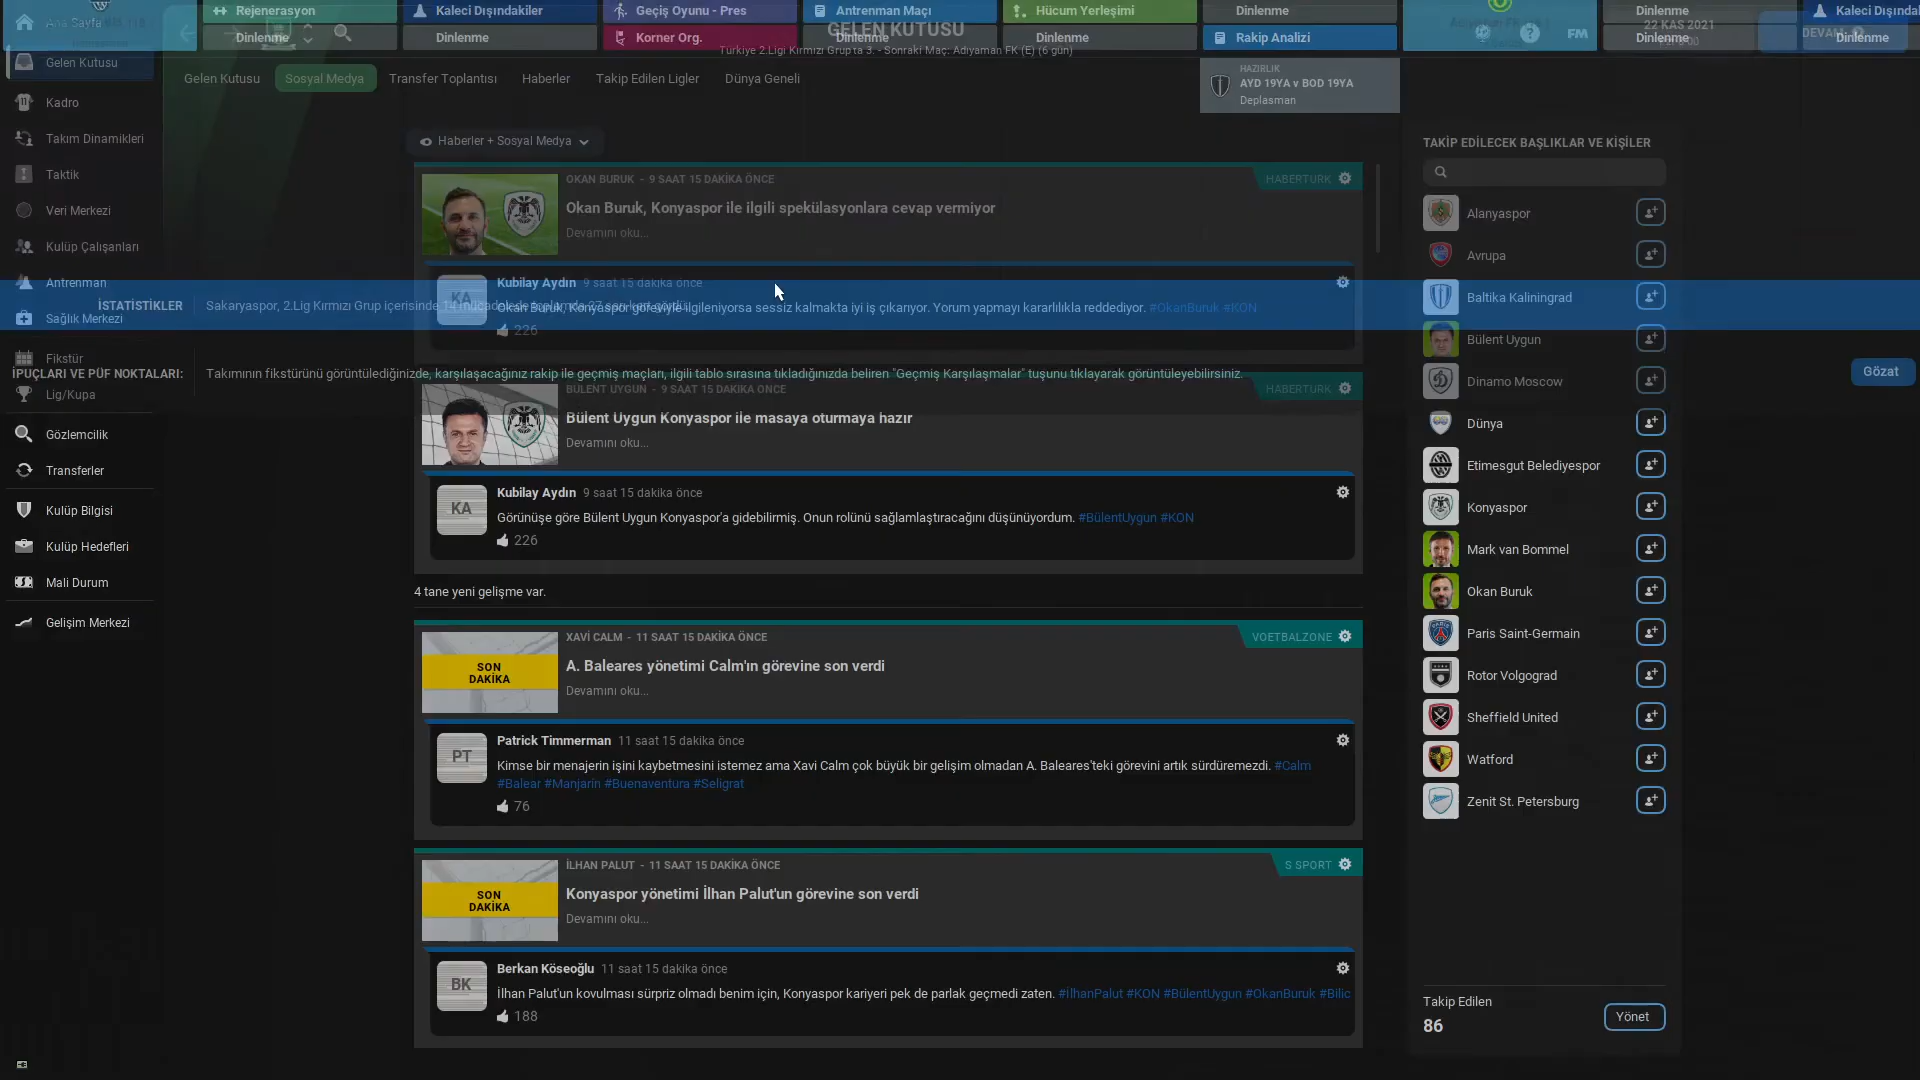 Rejenerasyon
Kaleci Dışındakiler
Geçiş Oyunu - Pres
Antrenman Maçı
Hücum Yerleşimi
Dinlenme
Dinlenme
Kaleci Dışında
Ana Sayfa
Dinlenme
Dinlenme
Korner Org.
GELEN KUTUSU
Dinlenme
Dinlenme
Rakip Analizi
FM
22 KAS 2021
Dinlenme
DEVAM
Dinlenme
Türkiye 2.Ligi Kırmızı Grup'ta 3. - Sonraki Maç: Adıyaman FK (E) (6 gün)
Gelen Kutusu
Kadro
Takım Dinamikleri
Taktik
Veri Merkezi
Kulüp Çalışanları
Antrenman
Sağlık Merkezi
Fikstür
Lig/Kupa
Gözlemcilik
Transferler
Kulüp Bilgisi
Kulüp Hedefleri
Mali Durum
Gelişim Merkezi
Gelen Kutusu
Sosyal Medya
Transfer Toplantısı
Haberler
Takip Edilen Ligler
Dünya Geneli
HAZIRLIK
AYD 19YA v BOD 19YA
Deplasman
Haberler + Sosyal Medya
OKAN BURUK - 9 SAAT 15 DAKİKA ÖNCE
HABERTURK
Okan Buruk, Konyaspor ile ilgili spekülasyonlara cevap vermiyor
Devamını oku...
KA
Kubilay Aydın 9 saat 15 dakika önce
İSTATİSTİKLER
Sakaryaspor, 2.Lig Kırmızı Grup içerisinde 14
Okan Buruk, Konyaspor göreviyle ilgileniyorsa sessiz kalmakta iyi iş çıkarıyor. Yorum yapmayı kararlılıkla reddediyor. #OkanBuruk #KON
226
İPUÇLARI VE PÜF NOKTALARI:
Takımının fikstürünü görüntülediğinizde, karşılaşacağınız rakip ile geçmiş maçları, ilgili tablo sırasına tıkladığınızda beliren "Geçmiş Karşılaşmalar" tuşunu tıklayarak görüntüleyebilirsiniz.
Gözat
BÜLENT UYGUN - 9 SAAT 15 DAKİKA ÖNCE
HABERTURK
Bülent Uygun Konyaspor ile masaya oturmaya hazır
Devamını oku...
KA
Kubilay Aydın 9 saat 15 dakika önce
Görünüşe göre Bülent Uygun Konyaspor'a gidebilirmiş. Onun rolünü sağlamlaştıracağını düşünüyordum. #BülentUygun #KON
226
4 tane yeni gelişme var.
SON
DAKİKA
XAVİ CALM - 11 SAAT 15 DAKİKA ÖNCE
VOETBALZONE
A. Baleares yönetimi Calm'ın görevine son verdi
Devamını oku...
PT
Patrick Timmerman 11 saat 15 dakika önce
Kimse bir menajerin işini kaybetmesini istemez ama Xavi Calm çok büyük bir gelişim olmadan A. Baleares'teki görevini artık sürdüremezdi. #Calm
#Balear #Manjarín #Buenaventura #Seligrat
76
SON
DAKİKA
İLHAN PALUT - 11 SAAT 15 DAKİKA ÖNCE
S SPORT
Konyaspor yönetimi İlhan Palut'un görevine son verdi
Devamını oku...
BK
Berkan Köseoğlu 11 saat 15 dakika önce
İlhan Palut'un kovulması sürpriz olmadı benim için, Konyaspor kariyeri pek de parlak geçmedi zaten. #İlhanPalut #KON #BülentUygun #OkanBuruk #Bilic
188
TAKİP EDİLECEK BAŞLIKLAR VE KİŞİLER
Alanyaspor
Avrupa
Baltika Kaliningrad
Bülent Uygun
Dinamo Moscow
Dünya
Etimesgut Belediyespor
Konyaspor
Mark van Bommel
Okan Buruk
Paris Saint-Germain
Rotor Volgograd
Sheffield United
Watford
Zenit St. Petersburg
Takip Edilen
86
Yönet